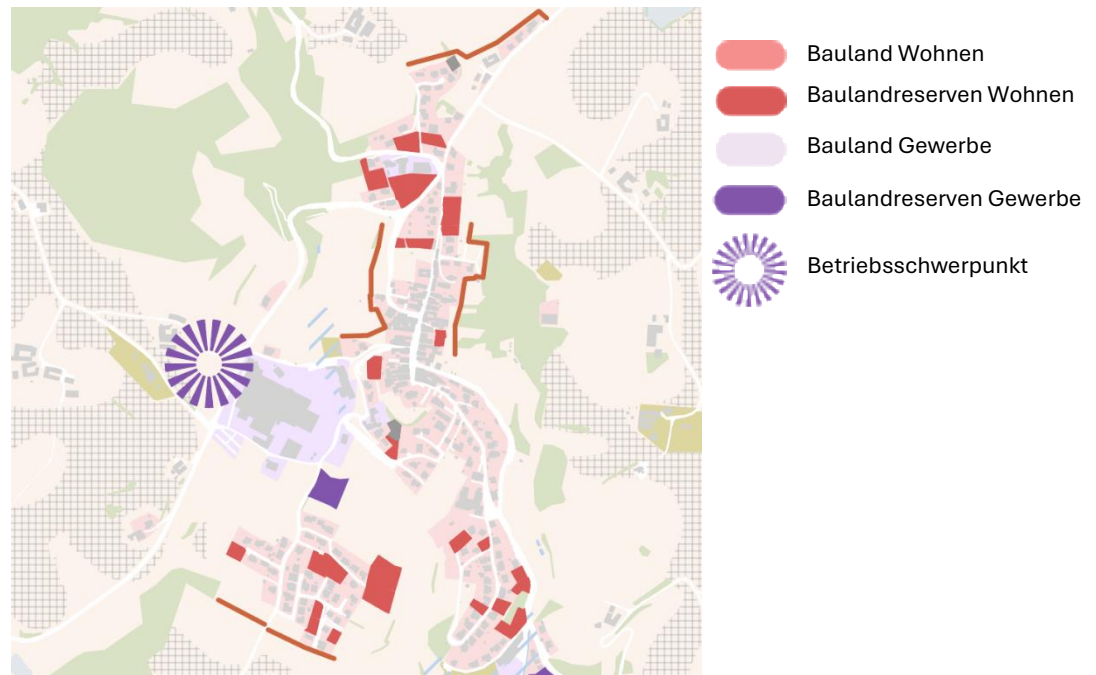 Bauland Wohnen
Baulandreserven Wohnen
Bauland Gewerbe
Baulandreserven Gewerbe
Betriebsschwerpunkt